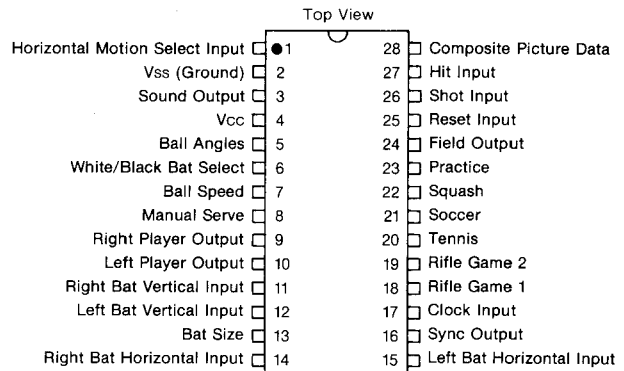 Top View
Horizontal Motion Select Input 1 28 Composite Picture Data
Vss (Ground) 2 27 Hit Input
Sound Output 3 26 Shot Input
Vcc 4 25 Reset Input
Ball Angles 5 24 Field Output
White/Black Bat Select 6 23 Practice
Ball Speed 7 22 Squash
Manual Serve 8 21 Soccer
Right Player Output 9 20 Tennis
Left Player Output 10 19 Rifle Game 2
Right Bat Vertical Input 11 18 Rifle Game 1
Left Bat Vertical Input 12 17 Clock Input
Bat Size 13 16 Sync Output
Right Bat Horizontal Input 14 15 Left Bat Horizontal Input